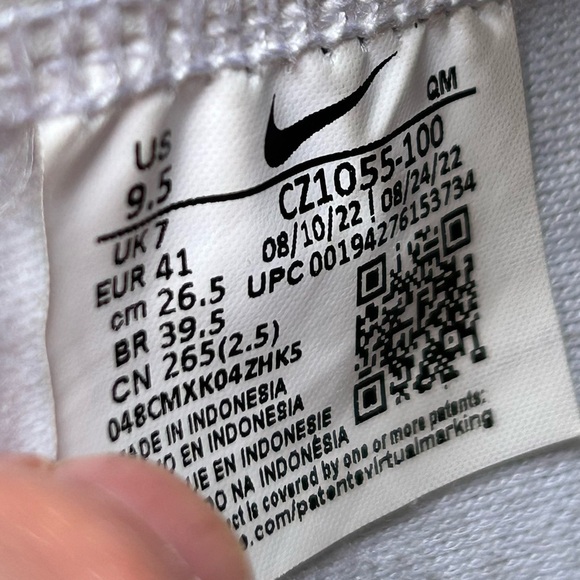 QM
US
9.5
UK 7
EUR 41
cm 26.5
BR 39.5
CN 265(2.5)
CZ1055-100
08/10/22 | 08/24/22
UPC 00194276153734
048CMXK04ZHK5
MADE IN INDONESIA
EN INDONESIA
EN INDONESIE
NA INDONÉSIA
is covered by one or more patents:
.com/patentsvirtualmarking